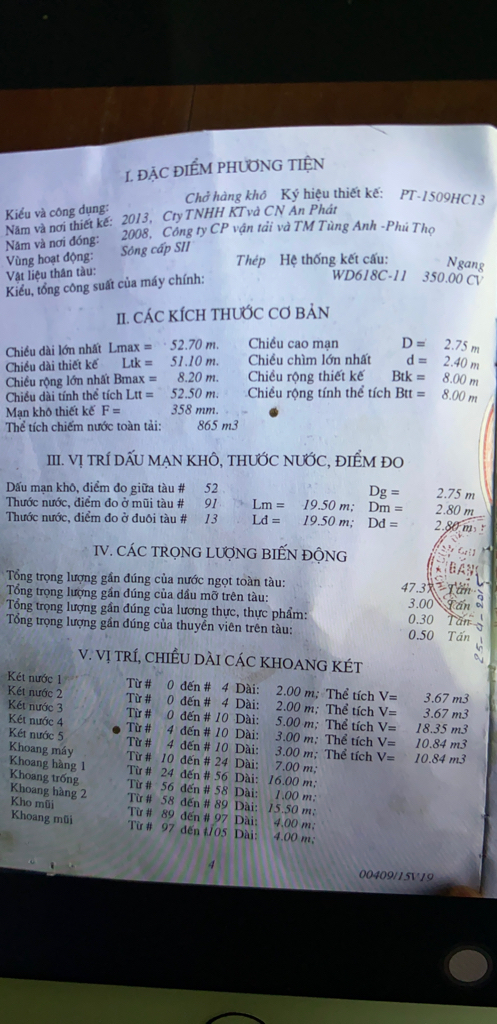 I. ĐẶC ĐIỂM PHƯƠNG TIỆN
Kiểu và công dụng: Chở hàng khô Ký hiệu thiết kế: PT-1509HC13
Năm và nơi thiết kế: 2013, Cty TNHH KT và CN An Phát
Năm và nơi đóng: 2008, Công ty CP vận tải và TM Tùng Anh -Phú Thọ
Vùng hoạt động: Sông cấp SII
Vật liệu thân tàu: Thép Hệ thống kết cấu: Ngang
Kiểu, tổng công suất của máy chính: WD618C-11 350.00 CV
II. CÁC KÍCH THƯỚC CƠ BẢN
Chiều dài lớn nhất Lmax = 52.70 m. Chiều cao mạn D = 2.75 m
Chiều dài thiết kế Ltk = 51.10 m. Chiều chìm lớn nhất d = 2.40 m
Chiều rộng lớn nhất Bmax = 8.20 m. Chiều rộng thiết kế Btk = 8.00 m
Chiều dài tính thể tích Ltt = 52.50 m. Chiều rộng tính thể tích Btt = 8.00 m
Mạn khô thiết kế F = 358 mm.
Thể tích chiếm nước toàn tải: 865 m3
III. VỊ TRÍ DẤU MẠN KHÔ, THƯỚC NƯỚC, ĐIỂM ĐO
Dấu mạn khô, điểm đo giữa tàu # 52 Dg = 2.75 m
Thước nước, điểm đo ở mũi tàu # 91 Lm = 19.50 m; Dm = 2.80 m
Thước nước, điểm đo ở đuôi tàu # 13 Ld = 19.50 m; Dd = 2.80 m
IV. CÁC TRỌNG LƯỢNG BIẾN ĐỘNG
Tổng trọng lượng gần đúng của nước ngọt toàn tàu: 47.37 Tấn
Tổng trọng lượng gần đúng của dầu mỡ trên tàu: 3.00 Tấn
Tổng trọng lượng gần đúng của lương thực, thực phẩm: 0.30 Tấn
Tổng trọng lượng gần đúng của thuyền viên trên tàu: 0.50 Tấn
V. VỊ TRÍ, CHIỀU DÀI CÁC KHOANG KÉT
Két nước 1 Từ # 0 đến # 4 Dài: 2.00 m; Thể tích V= 3.67 m3
Két nước 2 Từ # 0 đến # 4 Dài: 2.00 m; Thể tích V= 3.67 m3
Két nước 3 Từ # 0 đến # 10 Dài: 5.00 m; Thể tích V= 18.35 m3
Két nước 4 Từ # 4 đến # 10 Dài: 3.00 m; Thể tích V= 10.84 m3
Két nước 5 Từ # 4 đến # 10 Dài: 3.00 m; Thể tích V= 10.84 m3
Khoang máy Từ # 10 đến # 24 Dài: 7.00 m;
Khoang hàng 1 Từ # 24 đến # 56 Dài: 16.00 m;
Khoang trống Từ # 56 đến # 58 Dài: 1.00 m;
Khoang hàng 2 Từ # 58 đến # 89 Dài: 15.50 m;
Kho mũi Từ # 89 đến # 97 Dài: 4.00 m;
Khoang mũi Từ # 97 đến 105 Dài: 4.00 m;
4
00409/15V19